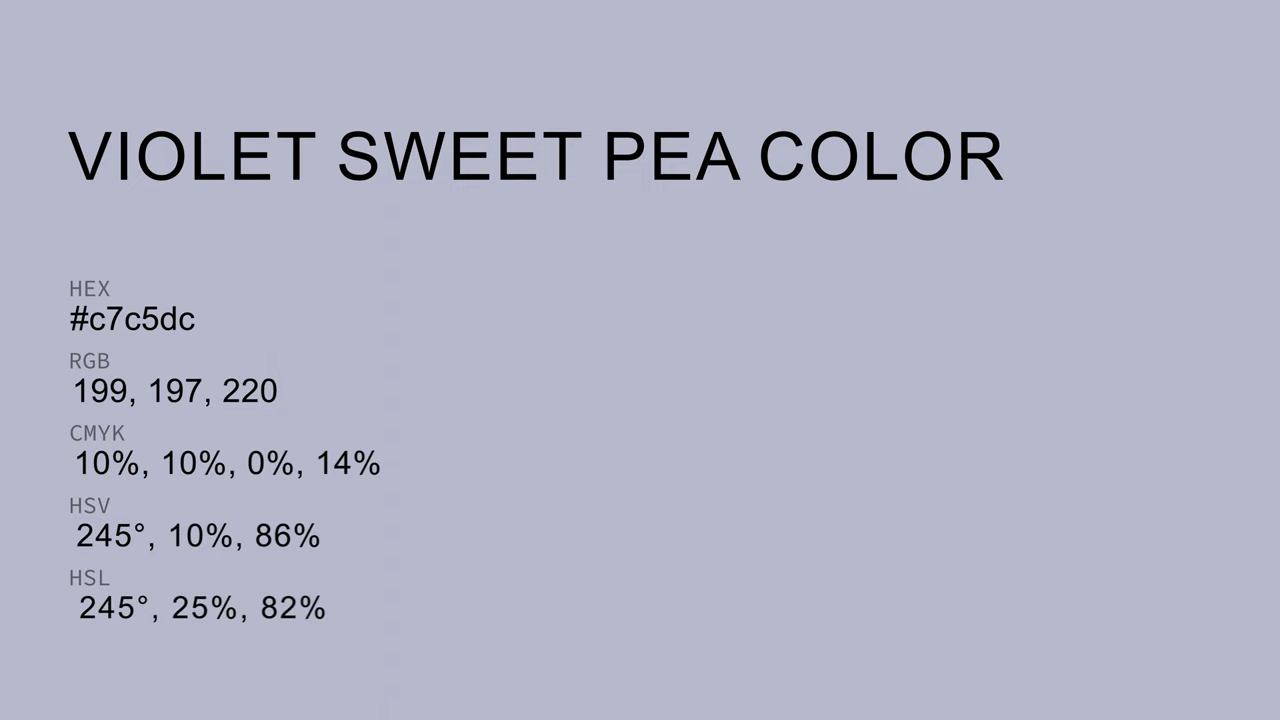 VIOLET SWEET PEA COLOR
HEX
#c7c5dc
RGB
199, 197, 220
CMYK
10%, 10%, 0%, 14%
HSV
245°, 10%, 86%
HSL
245°, 25%, 82%